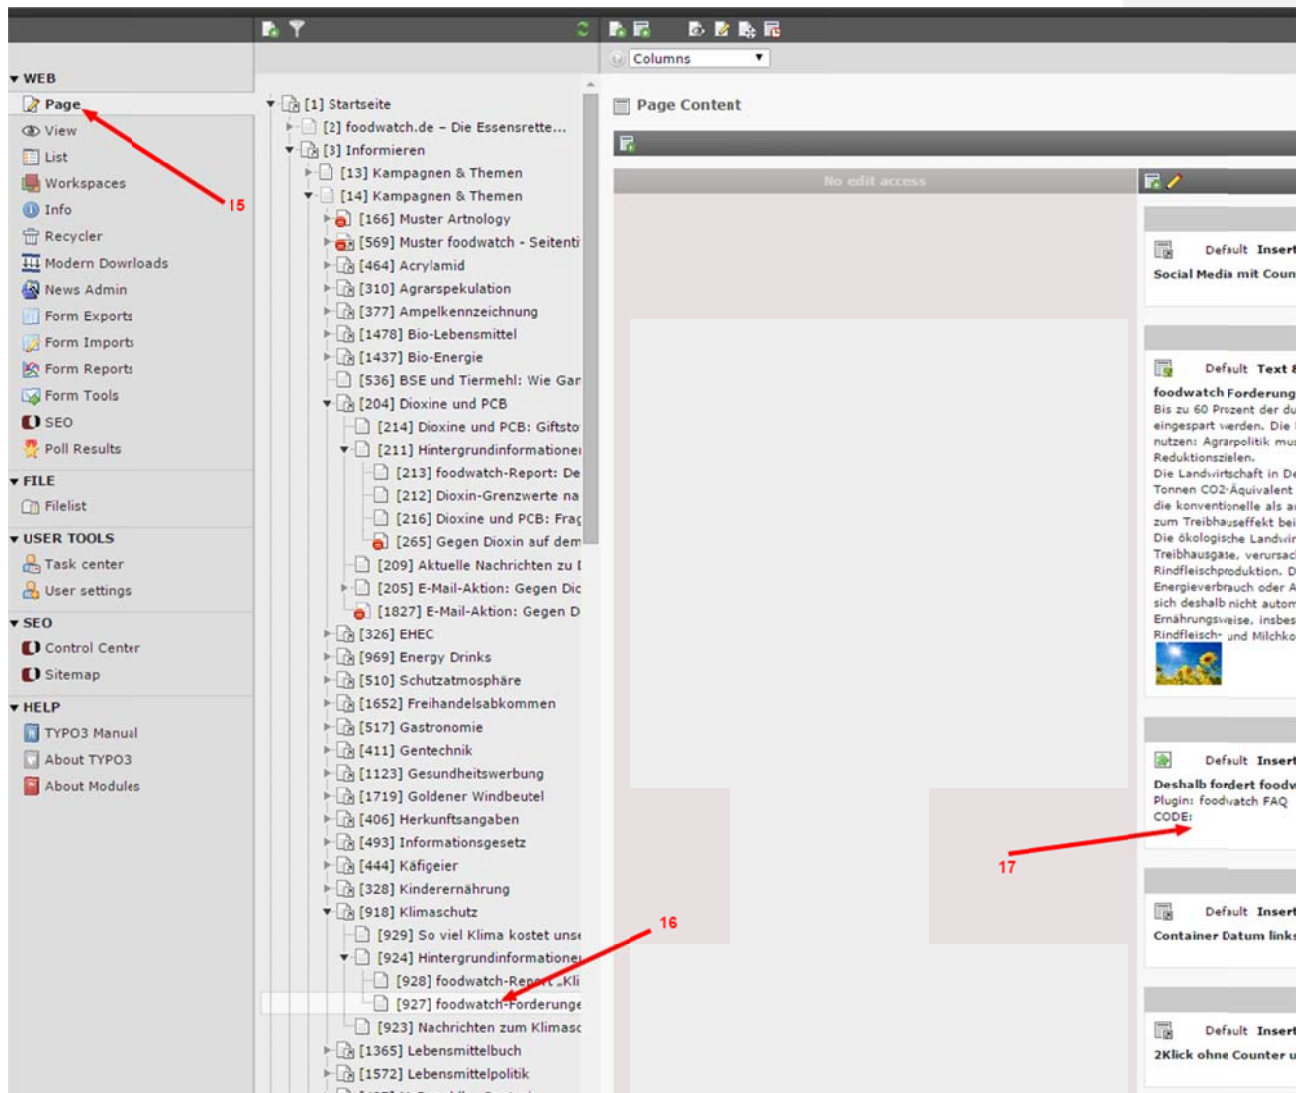 Columns
WEB
Page
View
List
Workspaces
Info
Recycler
Modern Downloads
News Admin
Form Exports
Form Imports
Form Reports
Form Tools
SEO
Poll Results
FILE
Filelist
USER TOOLS
Task center
User settings
SEO
Control Center
Sitemap
HELP
TYPO3 Manual
About TYPO3
About Modules
15
[1] Startseite
[2] foodwatch.de – Die Essensrette...
[3] Informieren
[13] Kampagnen & Themen
[14] Kampagnen & Themen
[166] Muster Artnology
[569] Muster foodwatch - Seitenti
[464] Acrylamid
[310] Agrarspekulation
[377] Ampelkennzeichnung
[1478] Bio-Lebensmittel
[1437] Bio-Energie
[536] BSE und Tiermehl: Wie Gar
[204] Dioxine und PCB
[214] Dioxine und PCB: Giftsto
[211] Hintergrundinformatione
[213] foodwatch-Report: De
[212] Dioxin-Grenzwerte na
[216] Dioxine und PCB: Frag
[265] Gegen Dioxin auf dem
[209] Aktuelle Nachrichten zu D
[205] E-Mail-Aktion: Gegen Dio
[1827] E-Mail-Aktion: Gegen D
[326] EHEC
[969] Energy Drinks
[510] Schutzatmosphäre
[1652] Freihandelsabkommen
[517] Gastronomie
[411] Gentechnik
[1123] Gesundheitswerbung
[1719] Goldener Windbeutel
[406] Herkunftsangaben
[493] Informationsgesetz
[444] Käfigeier
[328] Kinderernährung
[918] Klimaschutz
[929] So viel Klima kostet unse
[924] Hintergrundinformatione
[928] foodwatch-Report „Kli
[927] foodwatch-Forderunge
[923] Nachrichten zum Klimasc
[1365] Lebensmittelbuch
[1572] Lebensmittelpolitik
16
Page Content
No edit access
17
Default Insert
Social Media mit Coun
Default Text &
foodwatch Forderung
Bis zu 60 Prozent der du
eingespart werden. Die
nutzen: Agrarpolitik mus
Reduktionszielen.
Die Landwirtschaft in De
Tonnen CO2-Äquivalent
die konventionelle als au
zum Treibhauseffekt bei
Die ökologische Landwir
Treibhausgase, verursac
Rindfleischproduktion. D
Energieverbrauch oder A
sich deshalb nicht autom
Ernährungsweise, insbes
Rindfleisch- und Milchko
Default Insert
Deshalb fordert foodw
Plugin: foodwatch FAQ
CODE:
Default Insert
Container Datum links
Default Insert
2Klick ohne Counter u